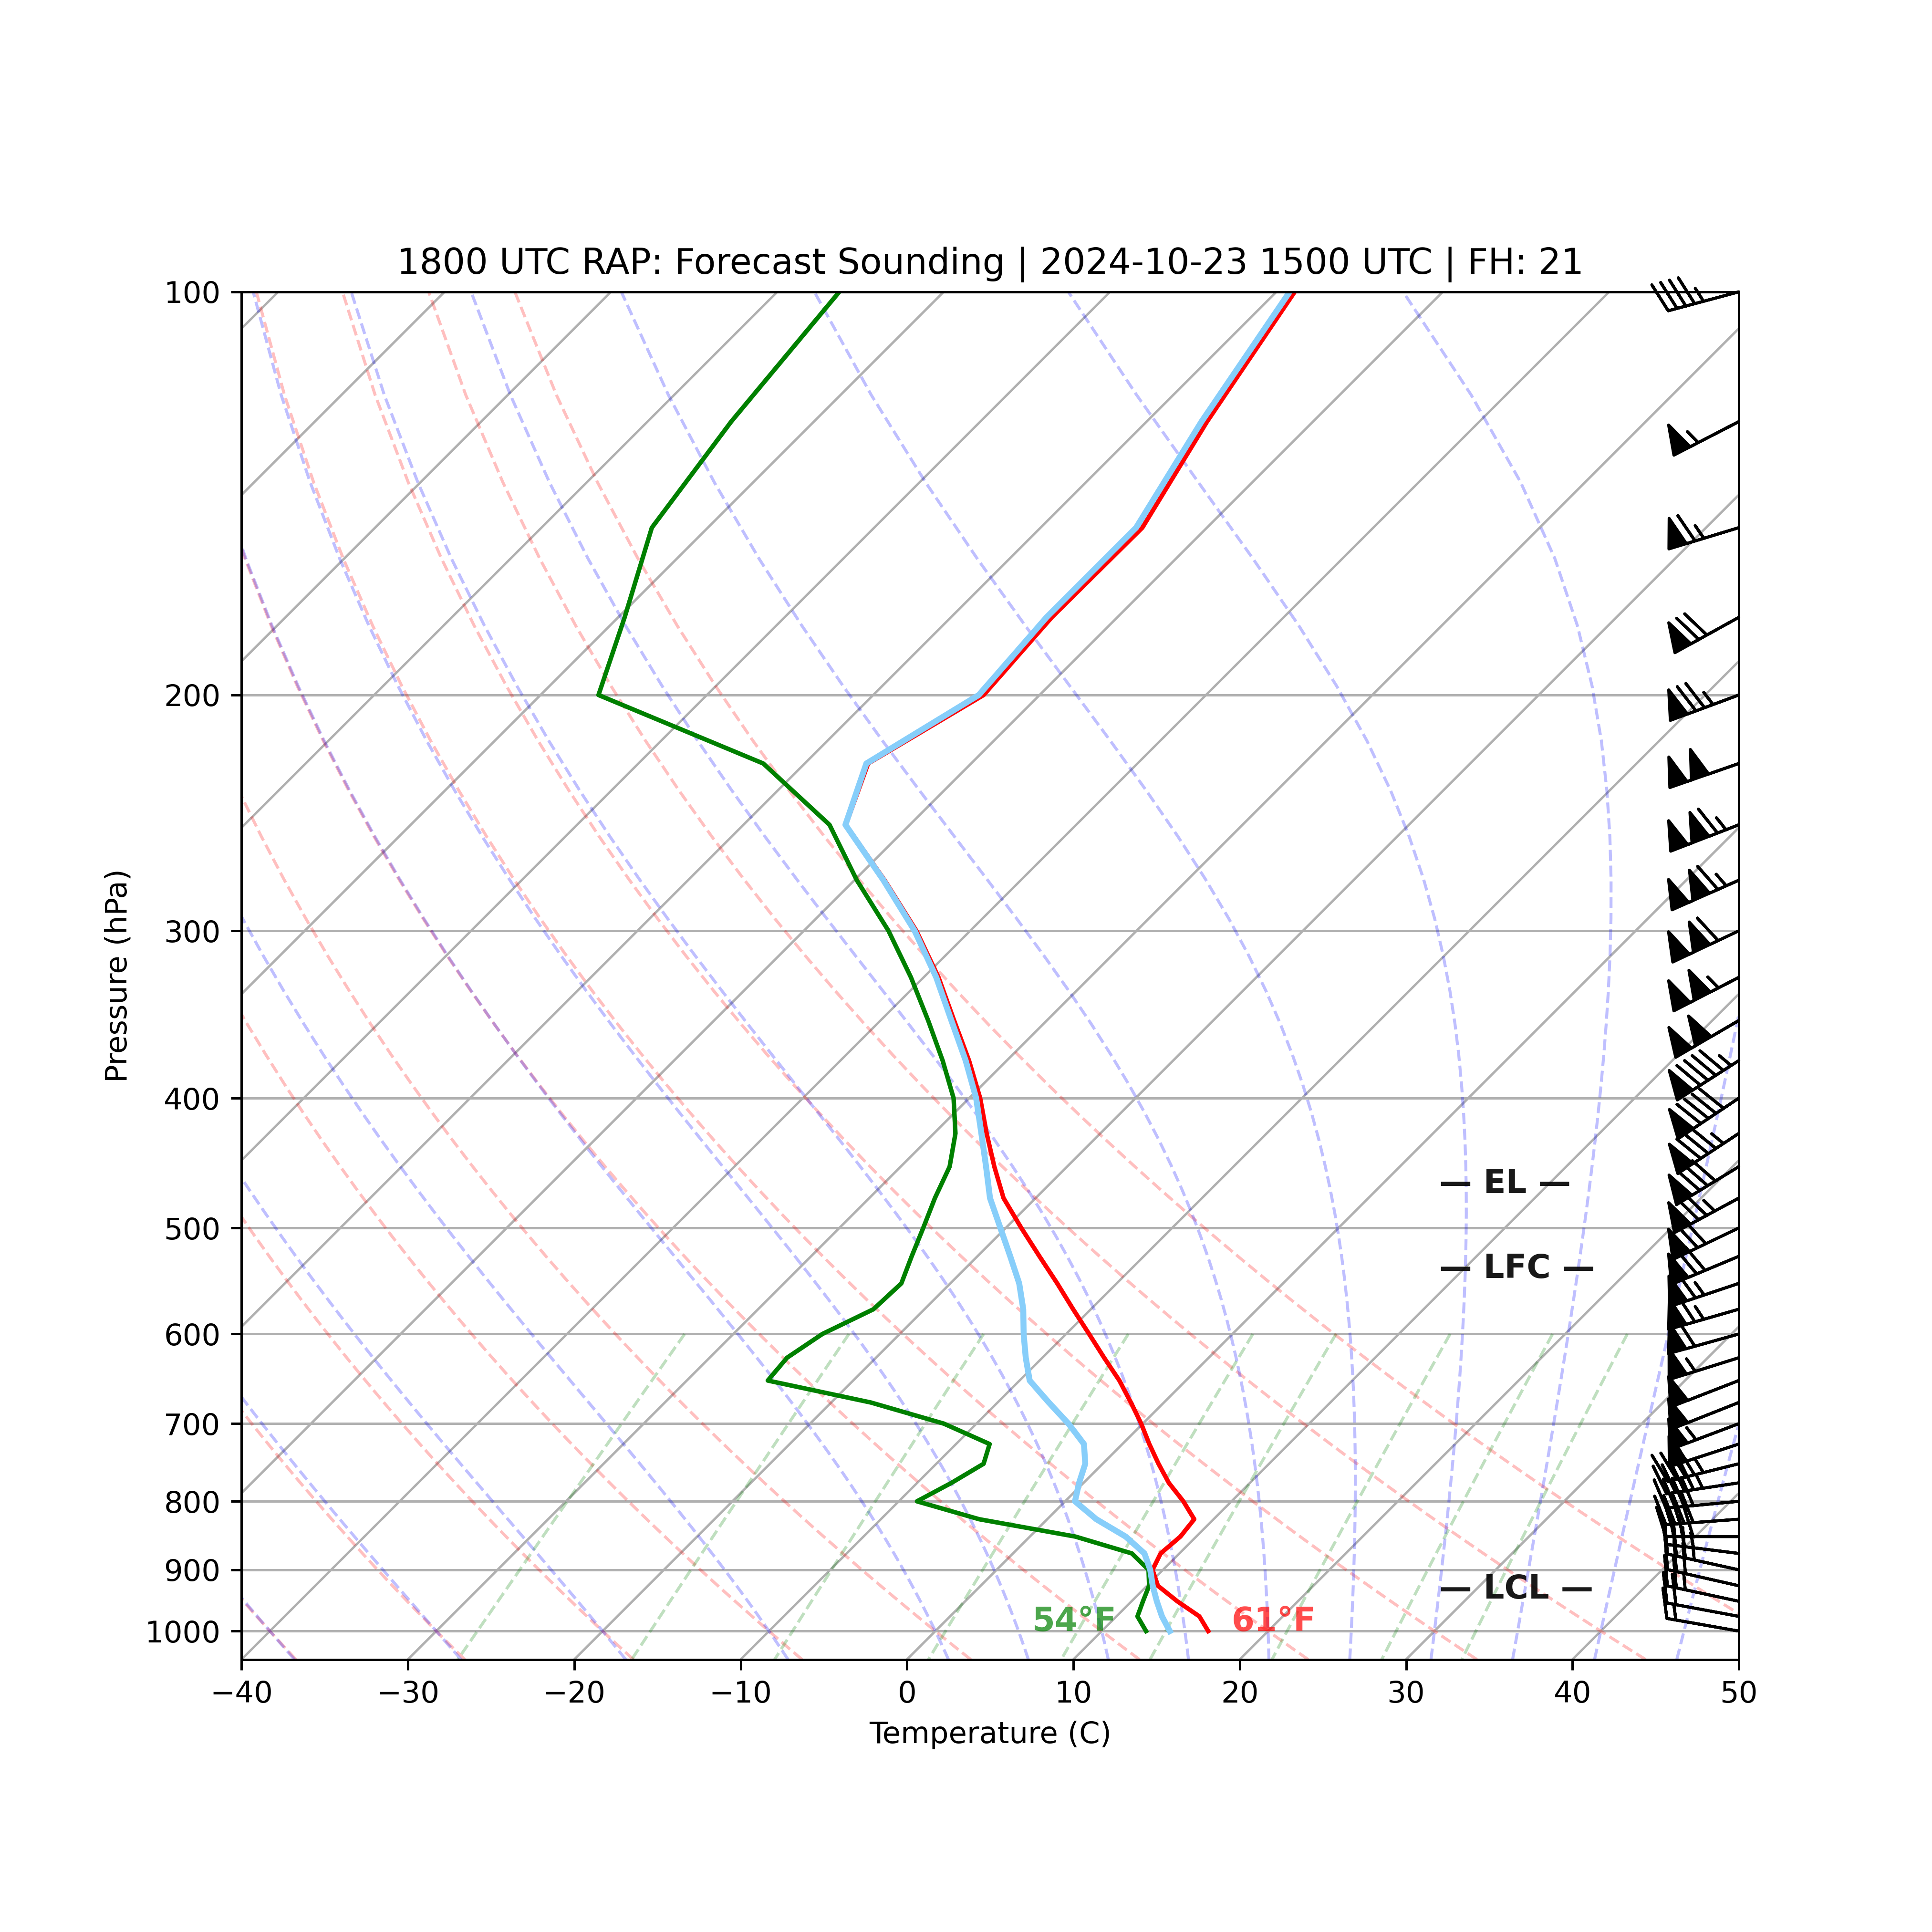 1800 UTC RAP: Forecast Sounding | 2024-10-23 1500 UTC | FH: 21
100
200
300
400
500
600
700
800
900
1000
Pressure (hPa)
— EL —
— LFC —
— LCL —
54°F
61°F
−40 −30 −20 −10 0 10 20 30 40 50
Temperature (C)